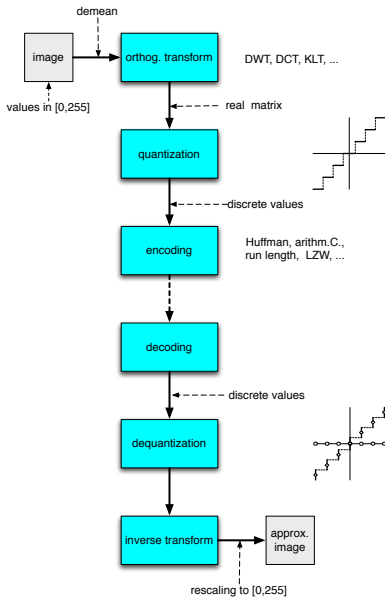 demean
image
orthog. transform
DWT, DCT, KLT, ...
values in [0,255]
real matrix
quantization
discrete values
encoding
Huffman, arithm.C.,
run length, LZW, ...
decoding
discrete values
dequantization
inverse transform
approx.
image
rescaling to [0,255]